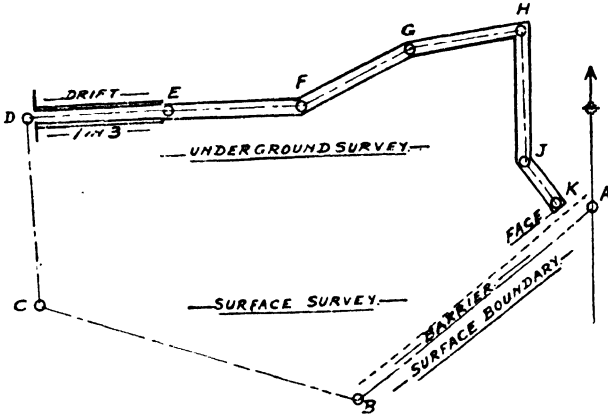 H
G
DRIFT
E
F
D
1 IN 3
UNDERGROUND SURVEY
J
K
A
FACE
C
SURFACE SURVEY
BARRIER
SURFACE BOUNDARY
B